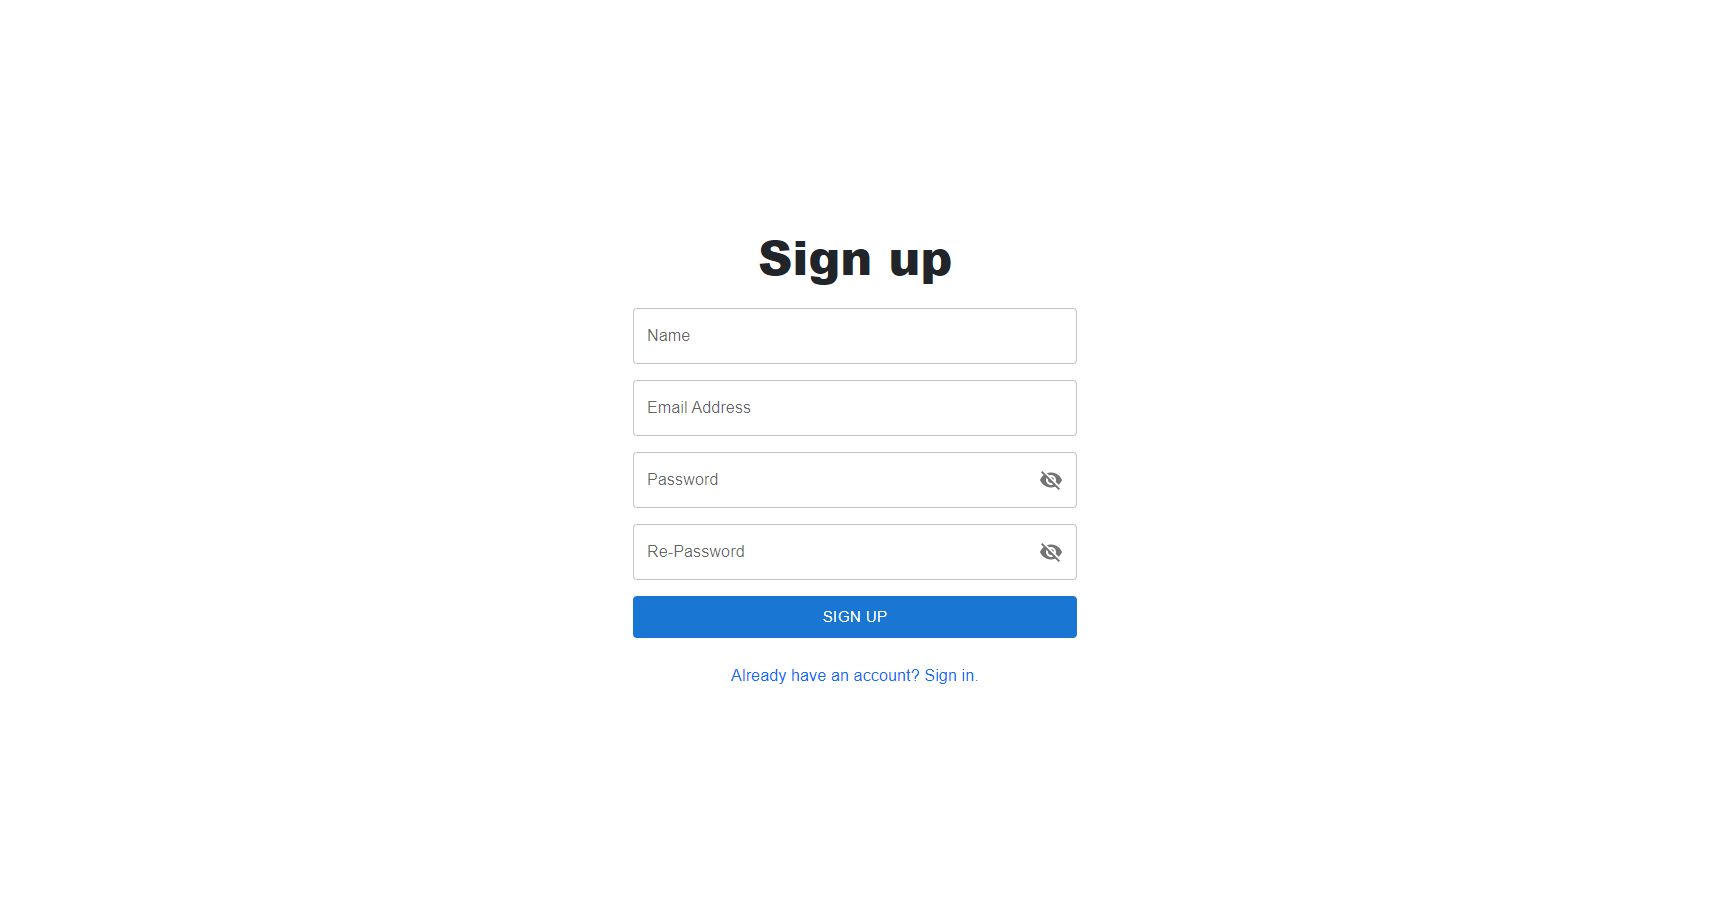 Sign up
Name
Email Address
Password
Re-Password
SIGN UP
Already have an account? Sign in.